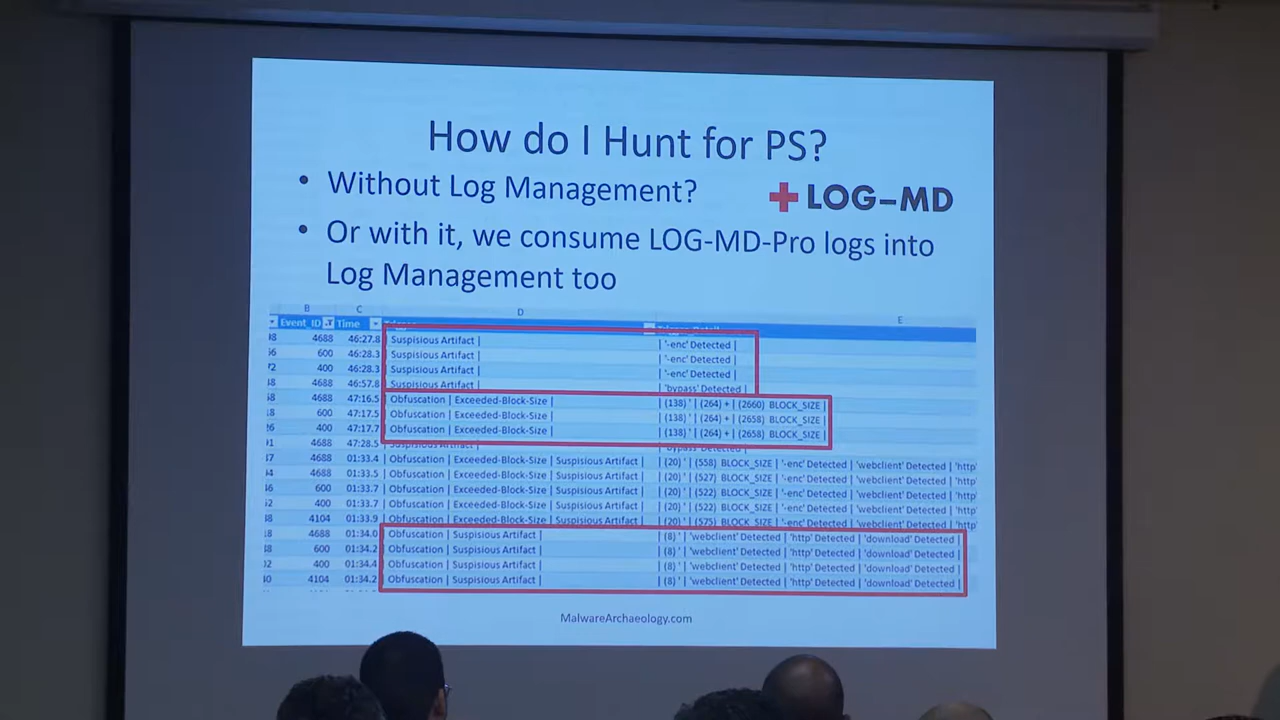 How do I Hunt for PS?
• Without Log Management?
LOG-MD
• Or with it, we consume LOG-MD-Pro logs into
Log Management too
B C D E
Event_ID Time
4688 46:27.8 Suspisious Artifact | | '-enc' Detected |
600 46:28.3 Suspisious Artifact | | '-enc' Detected |
400 46:28.3 Suspisious Artifact | | '-enc' Detected |
4688 46:57.8 Suspisious Artifact | | 'bypass' Detected |
4688 47:16.5 Obfuscation | Exceeded-Block-Size | | (138) ' | (264) + | (2660) BLOCK_SIZE |
600 47:17.5 Obfuscation | Exceeded-Block-Size | | (138) ' | (264) + | (2658) BLOCK_SIZE |
400 47:17.7 Obfuscation | Exceeded-Block-Size | | (138) ' | (264) + | (2658) BLOCK_SIZE |
4688 47:28.5 Suspisious Artifact | | 'bypass' Detected |
4688 01:33.4 | Obfuscation | Exceeded-Block-Size | Suspisious Artifact | | (20) ' | (558) BLOCK_SIZE | '-enc' Detected | 'webclient' Detected | 'http'
4688 01:33.5 | Obfuscation | Exceeded-Block-Size | Suspisious Artifact | | (20) ' | (527) BLOCK_SIZE | '-enc' Detected | 'webclient' Detected | 'http'
600 01:33.7 | Obfuscation | Exceeded-Block-Size | Suspisious Artifact | | (20) ' | (522) BLOCK_SIZE | '-enc' Detected | 'webclient' Detected | 'http'
400 01:33.7 | Obfuscation | Exceeded-Block-Size | Suspisious Artifact | | (20) ' | (522) BLOCK_SIZE | '-enc' Detected | 'webclient' Detected | 'http'
4104 01:33.9 | Obfuscation | Exceeded-Block-Size | Suspisious Artifact | | (20) ' | (575) BLOCK_SIZE | '-enc' Detected | 'webclient' Detected | 'http'
4688 01:34.0 Obfuscation | Suspisious Artifact | | (8) ' | 'webclient' Detected | 'http' Detected | 'download' Detected |
600 01:34.2 Obfuscation | Suspisious Artifact | | (8) ' | 'webclient' Detected | 'http' Detected | 'download' Detected |
400 01:34.4 Obfuscation | Suspisious Artifact | | (8) ' | 'webclient' Detected | 'http' Detected | 'download' Detected |
4104 01:34.2 Obfuscation | Suspisious Artifact | | (8) ' | 'webclient' Detected | 'http' Detected | 'download' Detected |
MalwareArchaeology.com